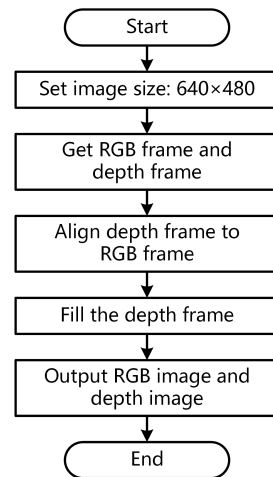 Start
Set image size: 640×480
Get RGB frame and
depth frame
Align depth frame to
RGB frame
Fill the depth frame
Output RGB image and
depth image
End